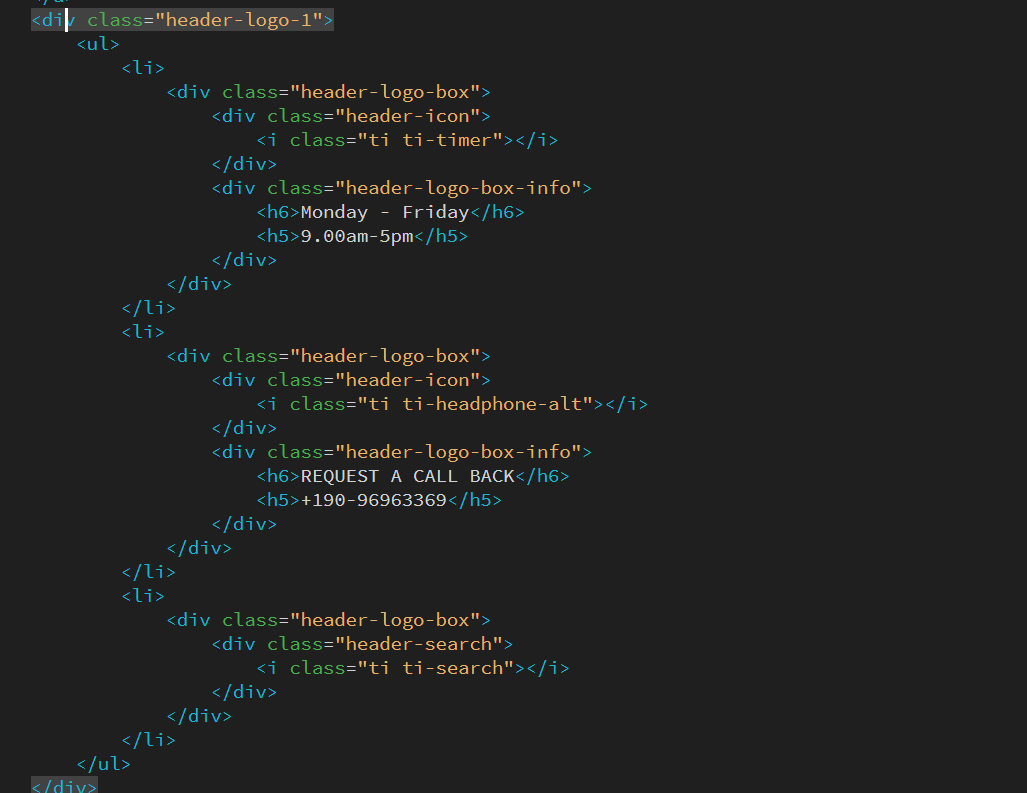 <div class="header-logo-1">
    <ul>
        <li>
            <div class="header-logo-box">
                <div class="header-icon">
                    <i class="ti ti-timer"></i>
                </div>
                <div class="header-logo-box-info">
                    <h6>Monday - Friday</h6>
                    <h5>9.00am-5pm</h5>
                </div>
            </div>
        </li>
        <li>
            <div class="header-logo-box">
                <div class="header-icon">
                    <i class="ti ti-headphone-alt"></i>
                </div>
                <div class="header-logo-box-info">
                    <h6>REQUEST A CALL BACK</h6>
                    <h5>+190-96963369</h5>
                </div>
            </div>
        </li>
        <li>
            <div class="header-logo-box">
                <div class="header-search">
                    <i class="ti ti-search"></i>
                </div>
            </div>
        </li>
    </ul>
</div>